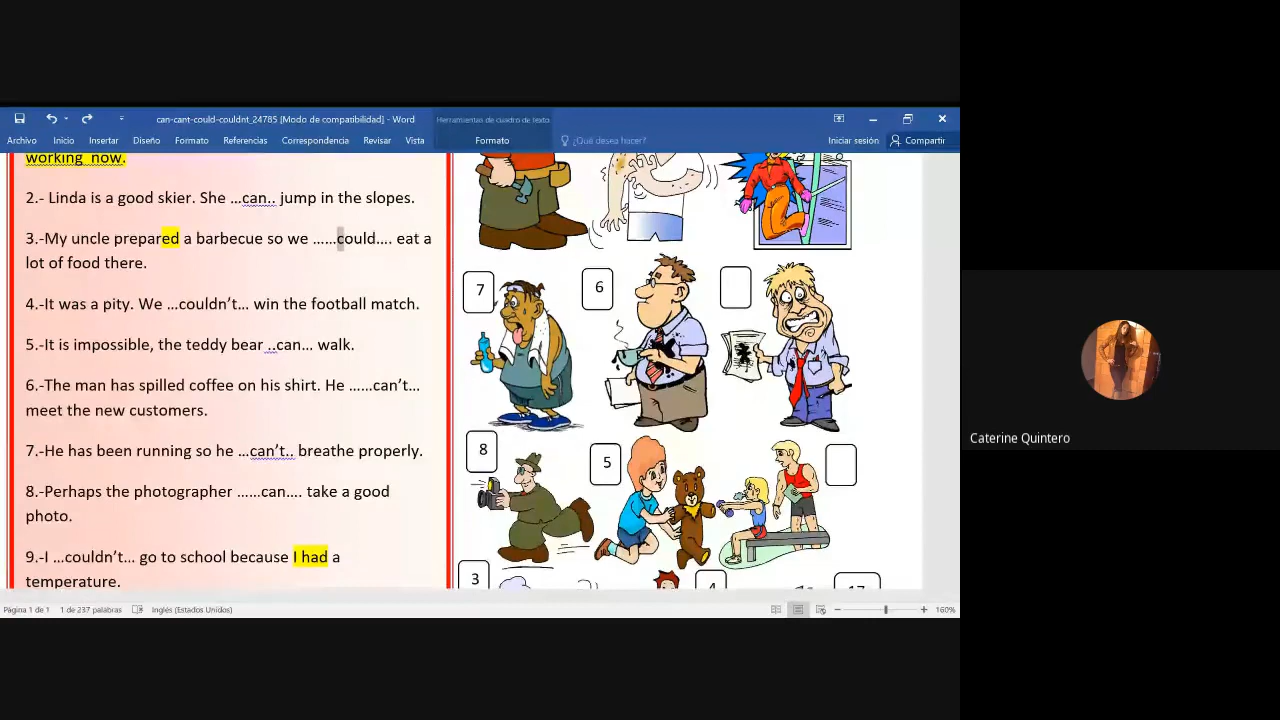 can-cant-could-couldnt_24785 [Modo de compatibilidad] - Word
Herramientas de cuadro de texto
Archivo Inicio Insertar Diseño Formato Referencias Correspondencia Revisar Vista Formato ¿Qué desea hacer? Iniciar sesión Compartir
working now.
2.- Linda is a good skier. She …can.. jump in the slopes.
3.-My uncle prepared a barbecue so we ……could…. eat a
lot of food there.
4.-It was a pity. We …couldn’t… win the football match.
5.-It is impossible, the teddy bear ..can… walk.
6.-The man has spilled coffee on his shirt. He ……can’t…
meet the new customers.
7.-He has been running so he …can’t.. breathe properly.
8.-Perhaps the photographer ……can…. take a good
photo.
9.-I …couldn’t… go to school because I had a
temperature.
7
6
8
5
3
4
17
Página 1 de 1 1 de 237 palabras Inglés (Estados Unidos) 160%
Caterine Quintero